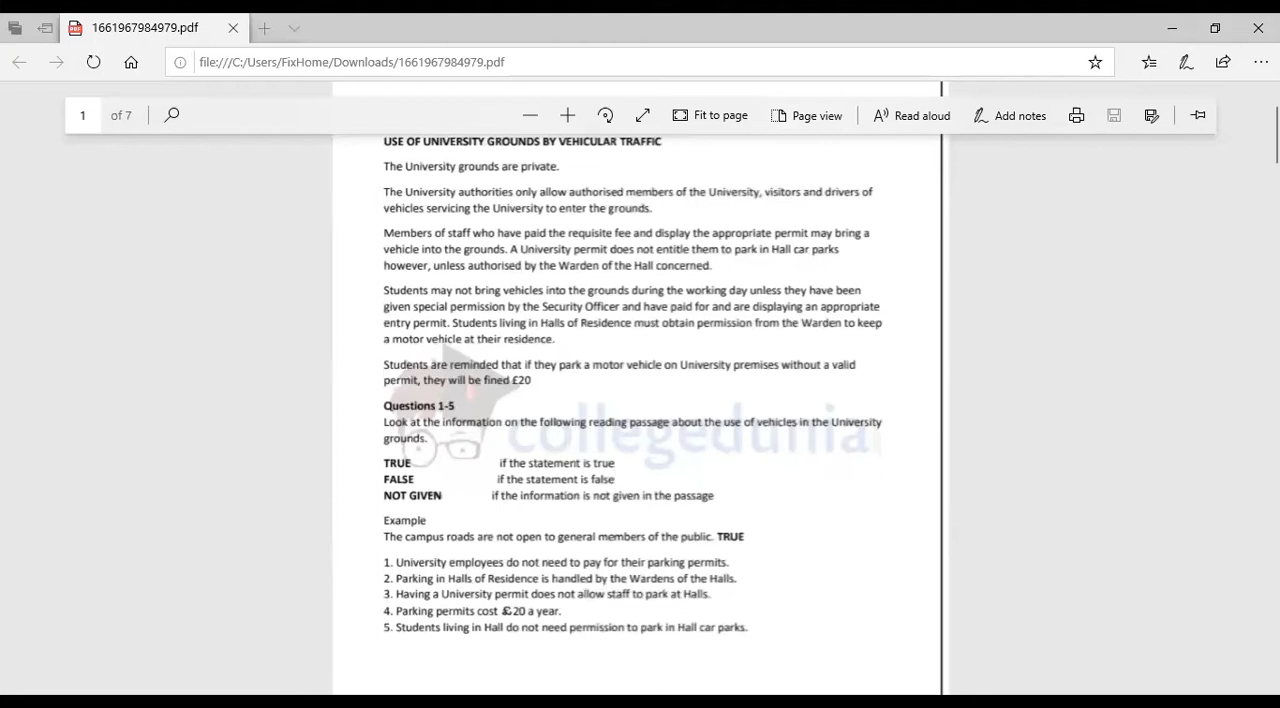 1661967984979.pdf
file:///C:/Users/FixHome/Downloads/1661967984979.pdf
1 of 7 Fit to page Page view Read aloud Add notes
USE OF UNIVERSITY GROUNDS BY VEHICULAR TRAFFIC
The University grounds are private.
The University authorities only allow authorised members of the University, visitors and drivers of
vehicles servicing the University to enter the grounds.
Members of staff who have paid the requisite fee and display the appropriate permit may bring a
vehicle into the grounds. A University permit does not entitle them to park in Hall car parks
however, unless authorised by the Warden of the Hall concerned.
Students may not bring vehicles into the grounds during the working day unless they have been
given special permission by the Security Officer and have paid for and are displaying an appropriate
entry permit. Students living in Halls of Residence must obtain permission from the Warden to keep
a motor vehicle at their residence.
Students are reminded that if they park a motor vehicle on University premises without a valid
permit, they will be fined £20
Questions 1-5
Look at the information on the following reading passage about the use of vehicles in the University
grounds.
collegedunia
TRUE if the statement is true
FALSE if the statement is false
NOT GIVEN if the information is not given in the passage
Example
The campus roads are not open to general members of the public. TRUE
1. University employees do not need to pay for their parking permits.
2. Parking in Halls of Residence is handled by the Wardens of the Halls.
3. Having a University permit does not allow staff to park at Halls.
4. Parking permits cost £20 a year.
5. Students living in Hall do not need permission to park in Hall car parks.